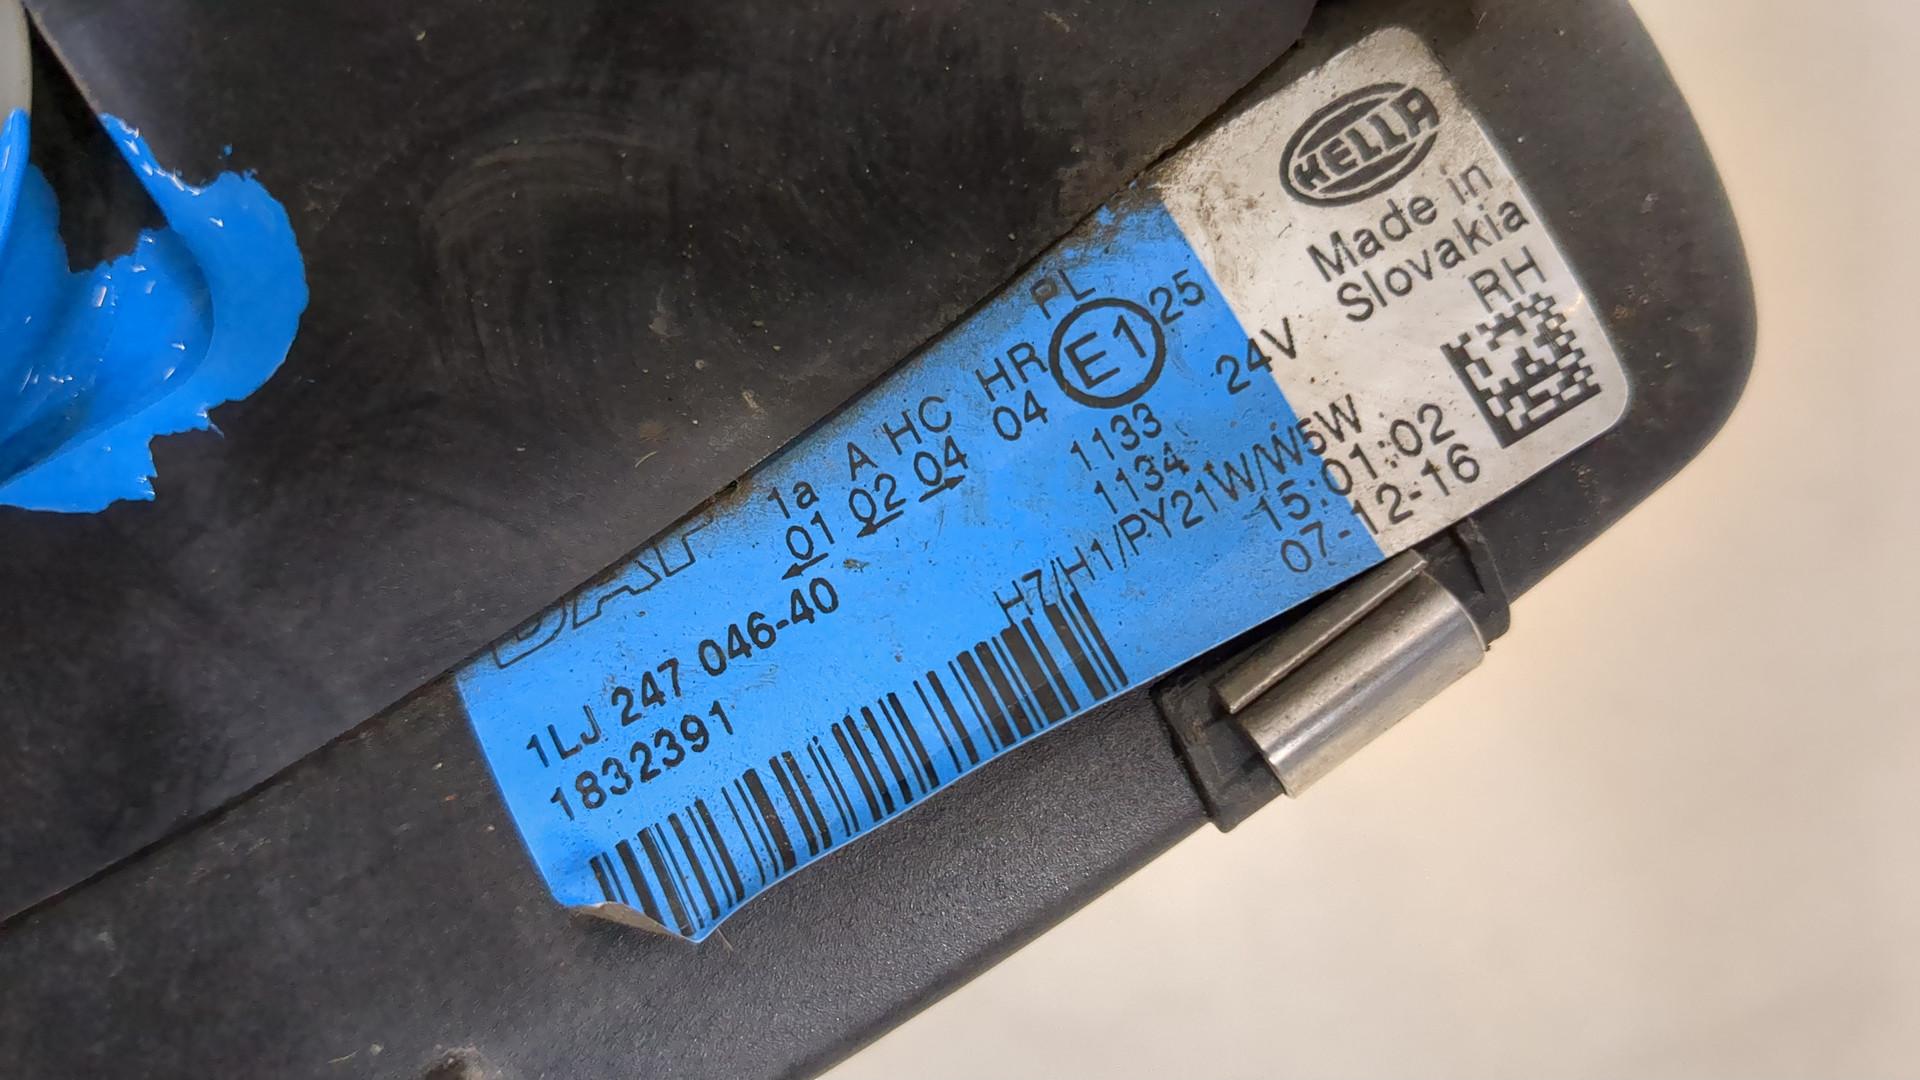 HELLA
Made in
Slovakia
RH
DAF
1a A HC HR PL
01 02 04 04 E1 25
1133 24V
1134
H7/H1/PY21W/W5W
15:01:02
07-12-16
1LJ 247 046-40
1832391